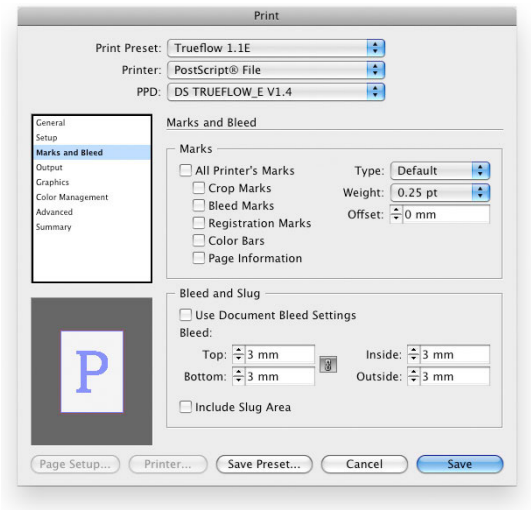 Print
Print Preset: Trueflow 1.1E
Printer: PostScript® File
PPD: DS TRUEFLOW_E V1.4
General
Setup
Marks and Bleed
Output
Graphics
Color Management
Advanced
Summary
Marks and Bleed
Marks
All Printer's Marks
Crop Marks
Bleed Marks
Registration Marks
Color Bars
Page Information
Type: Default
Weight: 0.25 pt
Offset: 0 mm
P
Bleed and Slug
Use Document Bleed Settings
Bleed:
Top: 3 mm Inside: 3 mm
Bottom: 3 mm Outside: 3 mm
Include Slug Area
Page Setup... Printer... Save Preset... Cancel Save